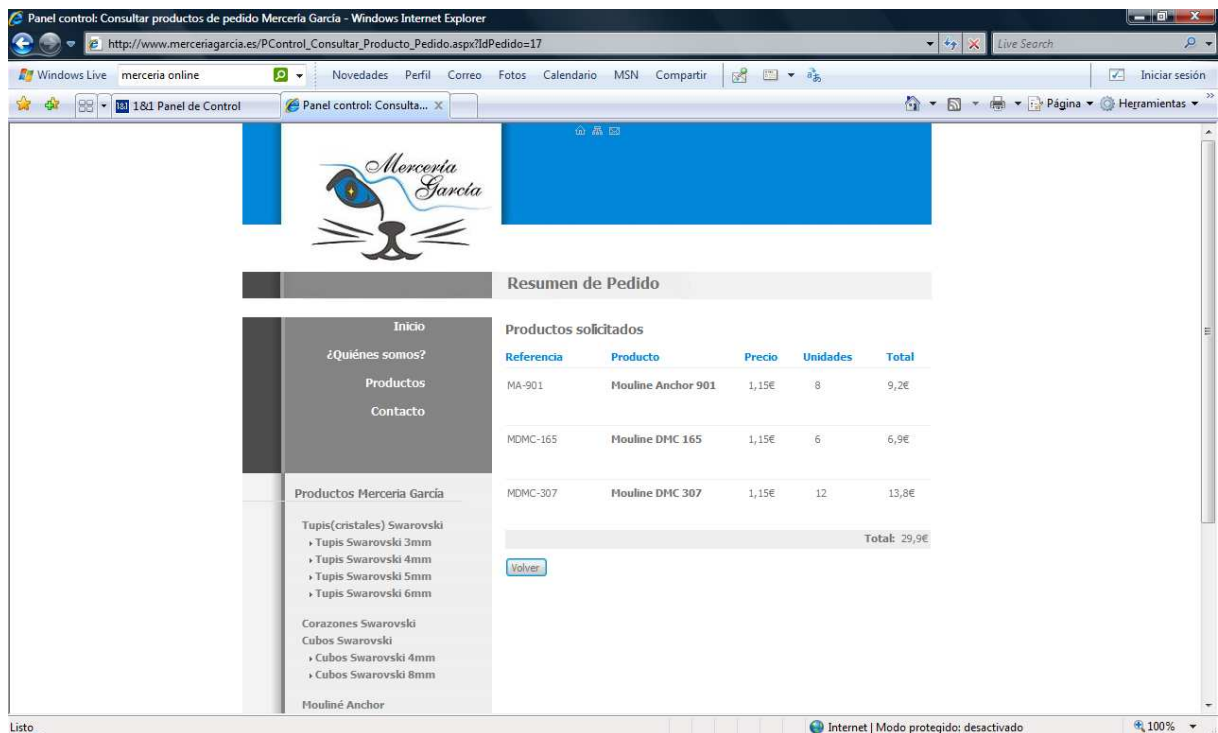 Panel control: Consultar productos de pedido Mercería García - Windows Internet Explorer
http://www.merceriagarcia.es/PControl_Consultar_Producto_Pedido.aspx?IdPedido=17
Live Search
Windows Live merceria online Novedades Perfil Correo Fotos Calendario MSN Compartir Iniciar sesión
1&1 Panel de Control Panel control: Consulta... Página Herramientas
Mercería
García
Resumen de Pedido
Inicio
¿Quiénes somos?
Productos
Contacto
Productos Merceria García
Tupis(cristales) Swarovski
Tupis Swarovski 3mm
Tupis Swarovski 4mm
Tupis Swarovski 5mm
Tupis Swarovski 6mm
Corazones Swarovski
Cubos Swarovski
Cubos Swarovski 4mm
Cubos Swarovski 8mm
Mouliné Anchor
Productos solicitados
Referencia Producto Precio Unidades Total
MA-901 Mouline Anchor 901 1,15€ 8 9,2€
MDMC-165 Mouline DMC 165 1,15€ 6 6,9€
MDMC-307 Mouline DMC 307 1,15€ 12 13,8€
Total: 29,9€
Volver
Listo Internet | Modo protegido: desactivado 100%